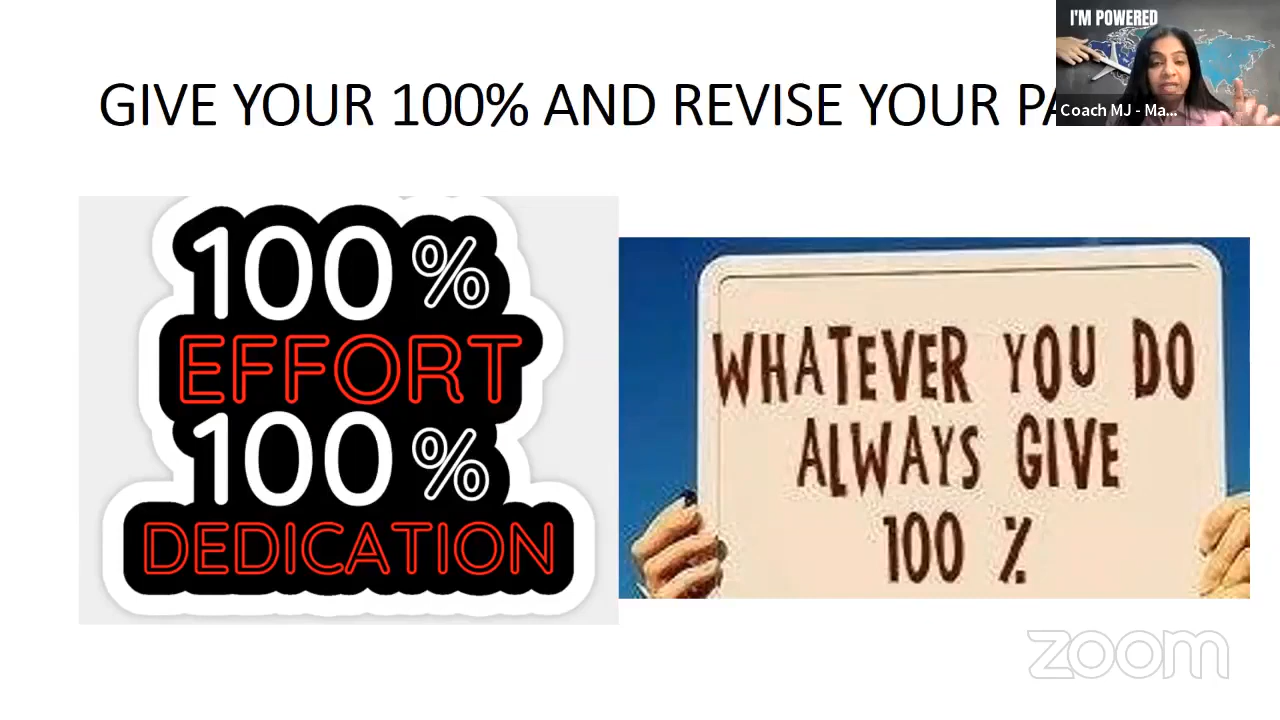 I'M POWERED
Coach MJ - Ma...
GIVE YOUR 100% AND REVISE YOUR
100 %
EFFORT
100 %
DEDICATION
WHATEVER YOU DO
ALWAYS GIVE
100 %
zoom